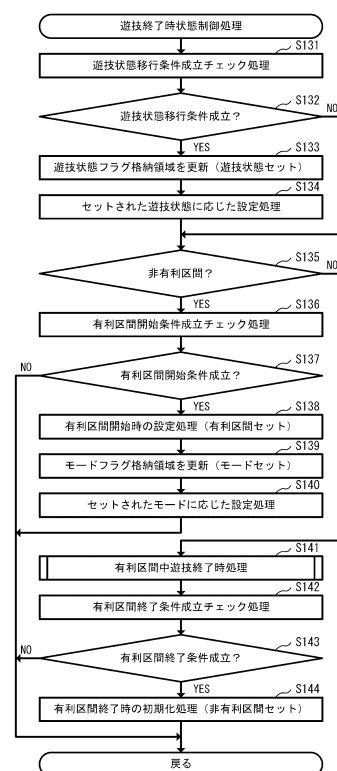 遊技終了時状態制御処理
S131
遊技状態移行条件成立チェック処理
S132
遊技状態移行条件成立？
NO
YES
S133
遊技状態フラグ格納領域を更新（遊技状態セット）
S134
セットされた遊技状態に応じた設定処理
S135
非有利区間？
NO
YES
S136
有利区間開始条件成立チェック処理
S137
NO
有利区間開始条件成立？
YES
S138
有利区間開始時の設定処理（有利区間セット）
S139
モードフラグ格納領域を更新（モードセット）
S140
セットされたモードに応じた設定処理
S141
有利区間中遊技終了時処理
S142
有利区間終了条件成立チェック処理
S143
NO
有利区間終了条件成立？
YES
S144
有利区間終了時の初期化処理（非有利区間セット）
戻る